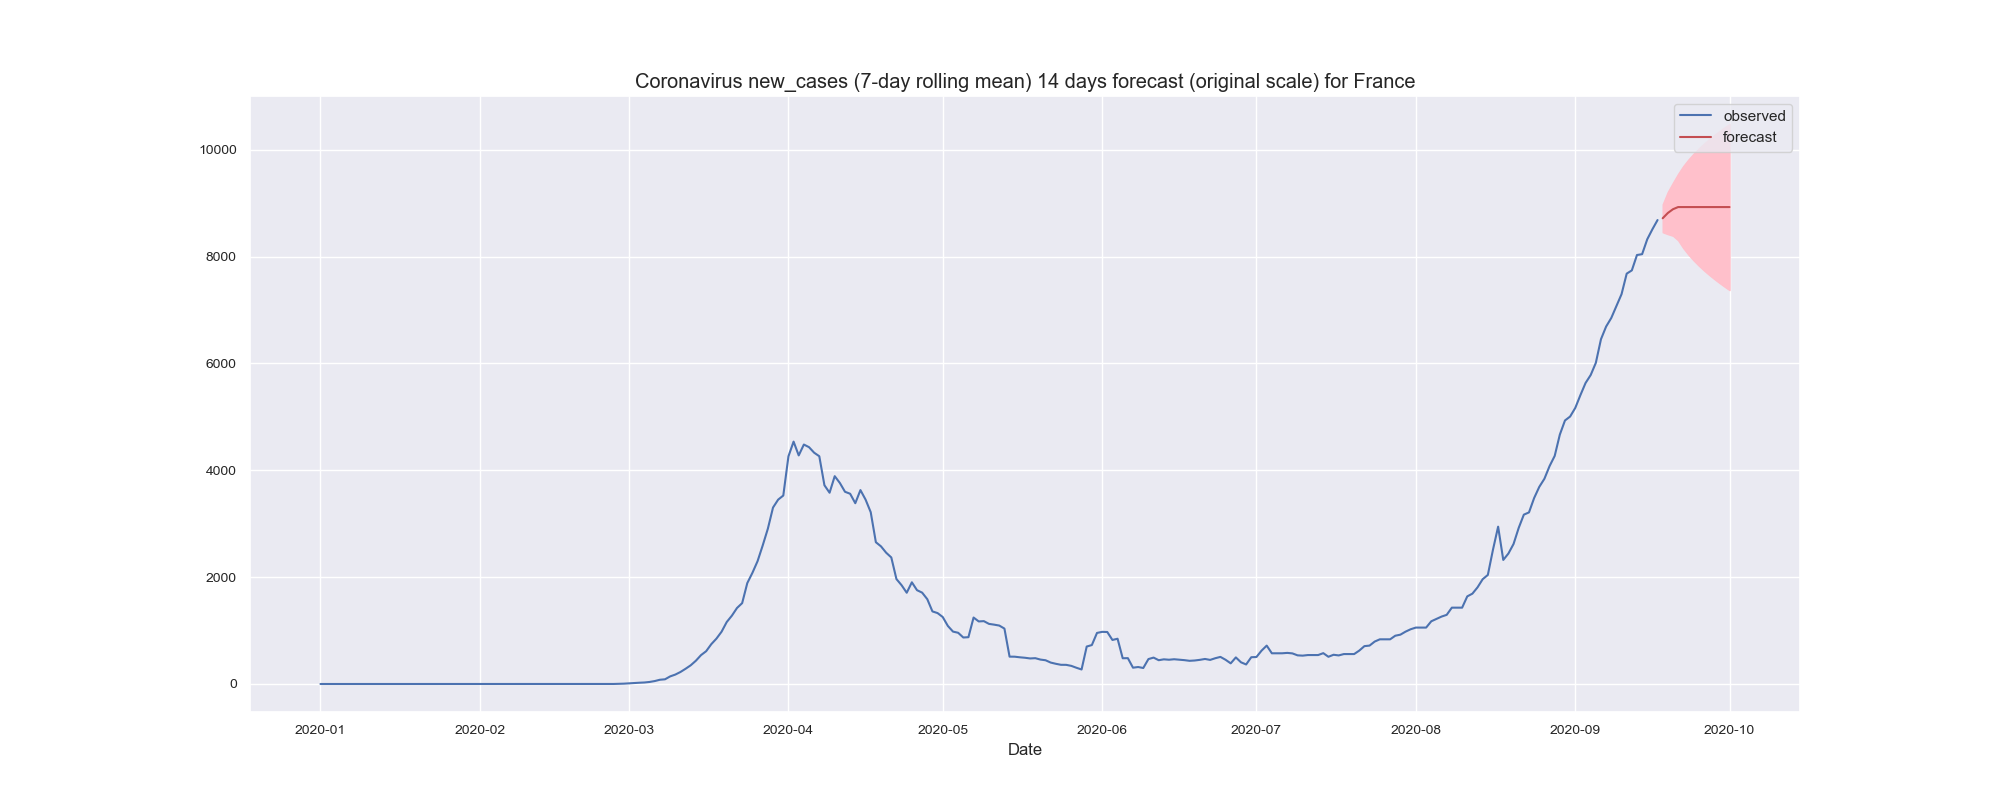 Coronavirus new_cases (7-day rolling mean) 14 days forecast (original scale) for France
observed
forecast
10000
8000
6000
4000
2000
0
2020-01 2020-02 2020-03 2020-04 2020-05 2020-06 2020-07 2020-08 2020-09 2020-10
Date